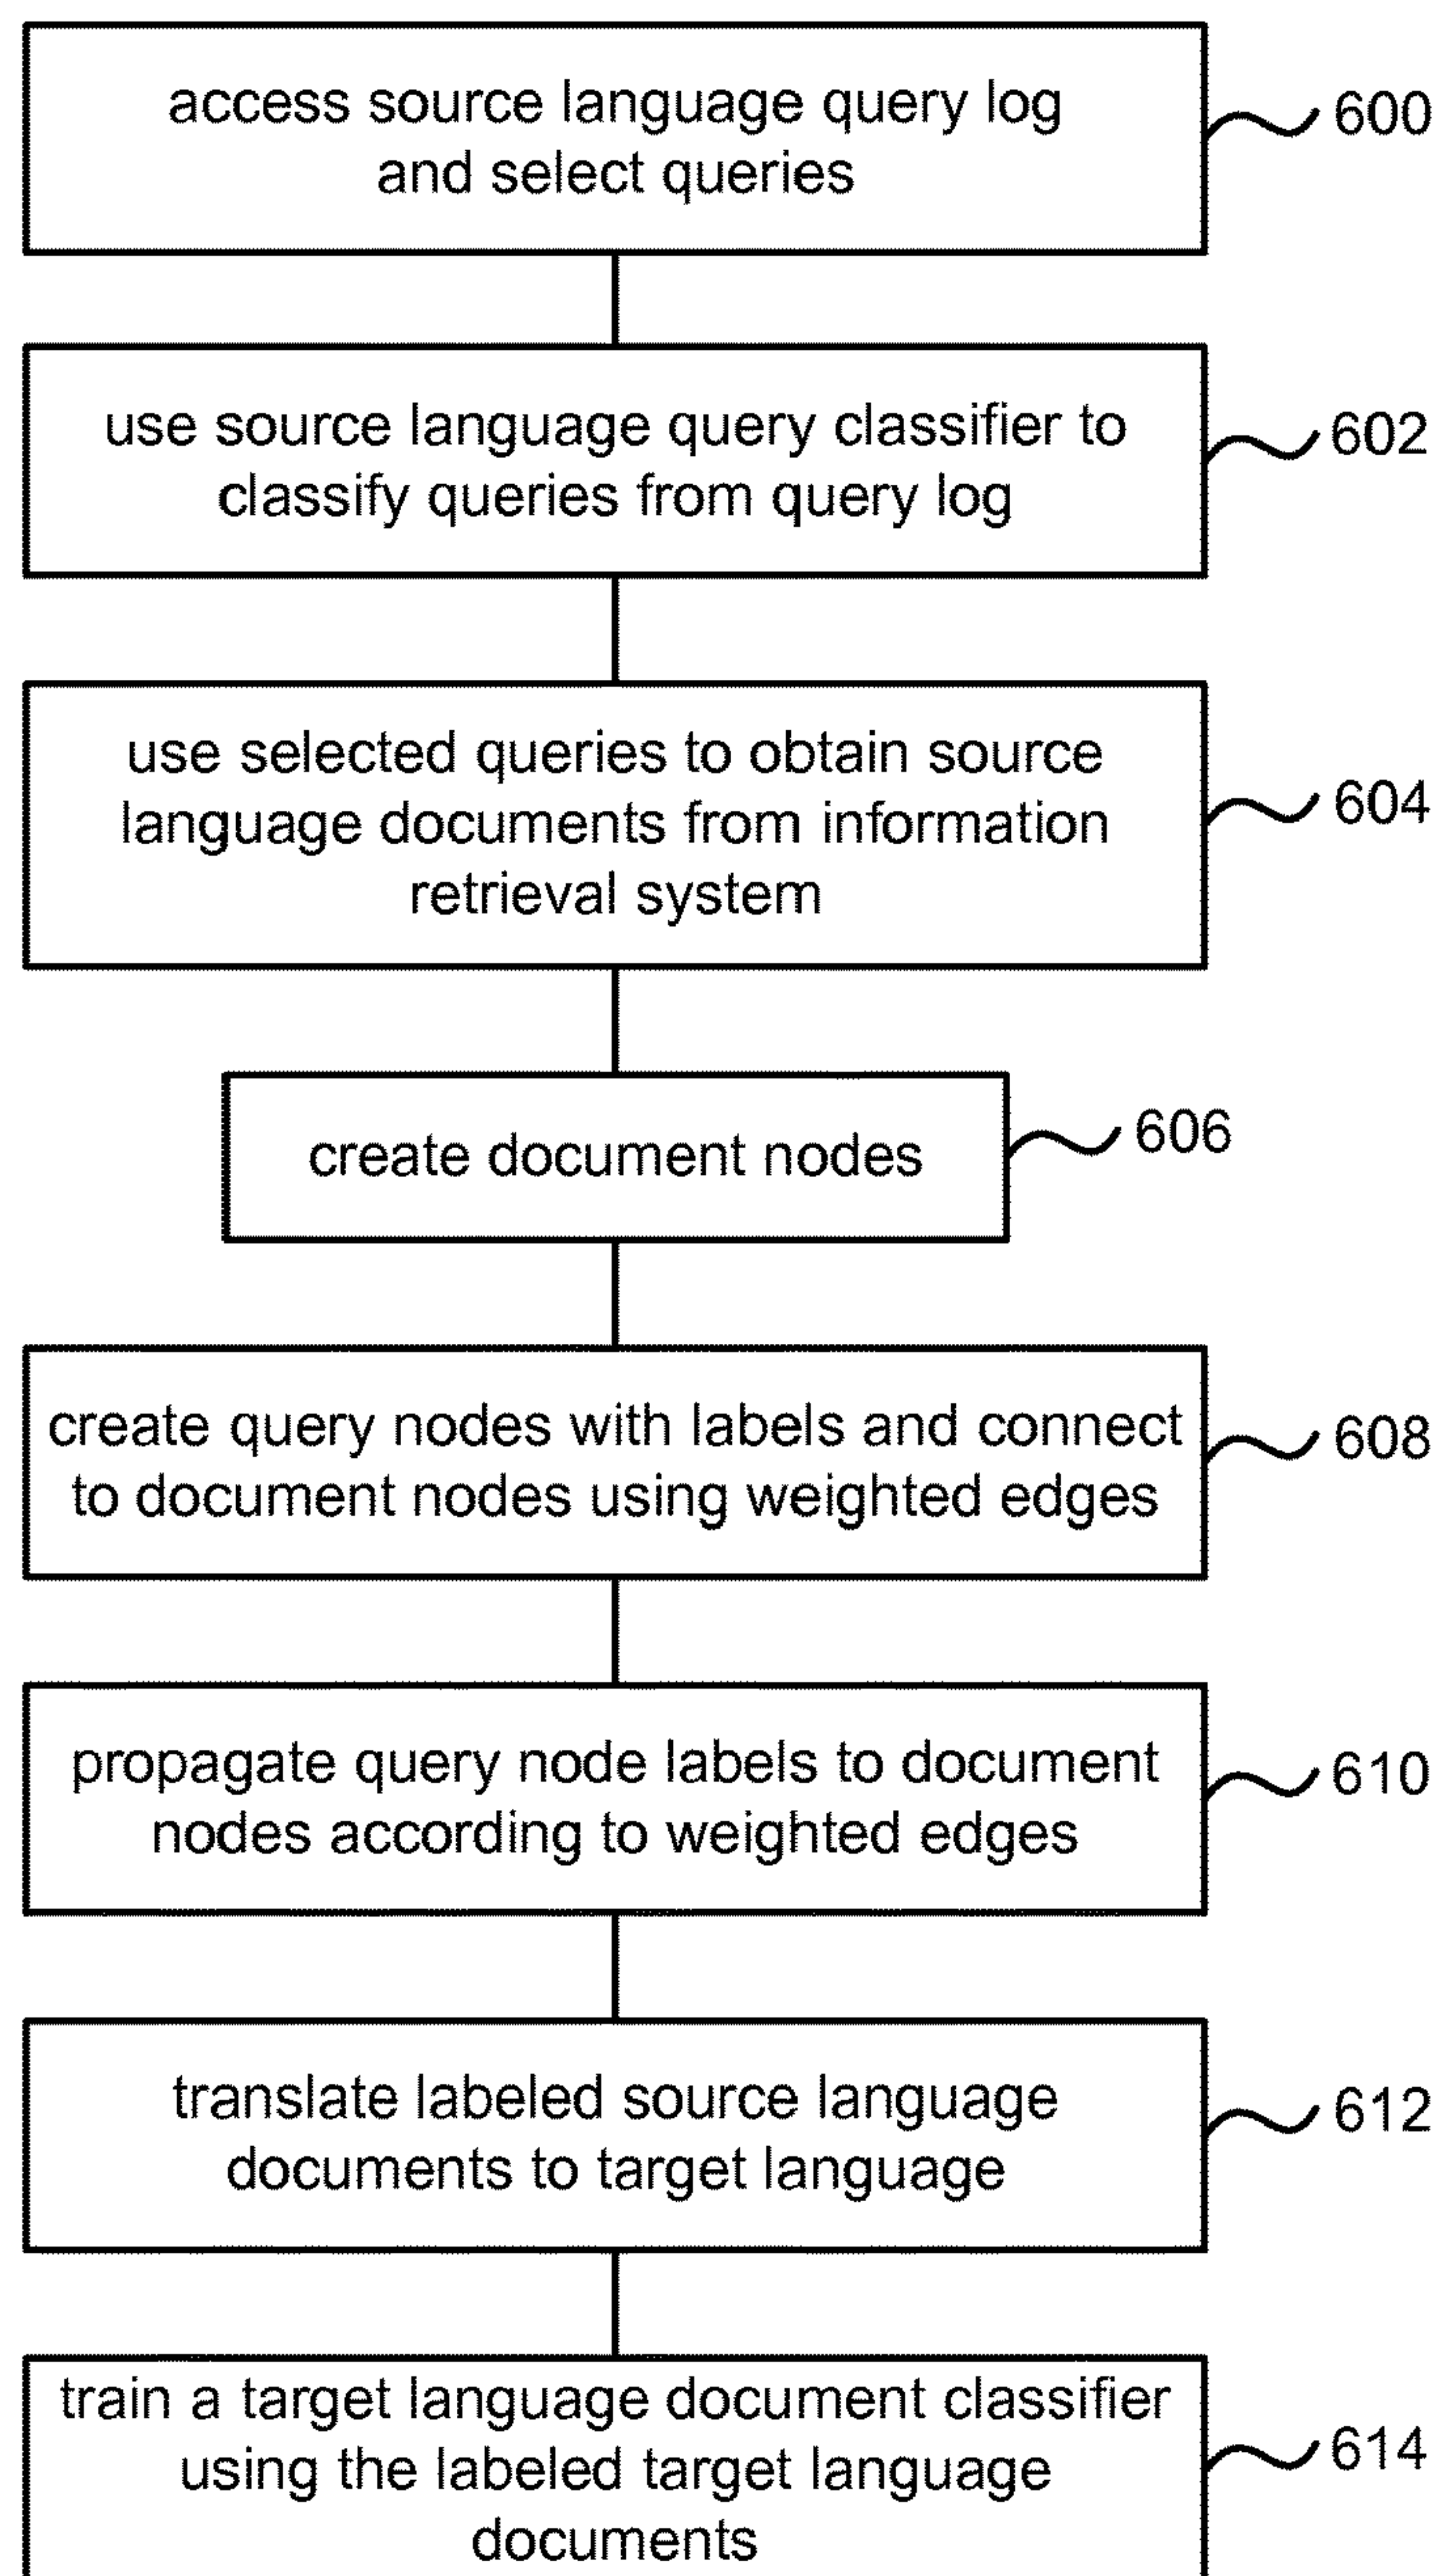 access source language query log
and select queries
600
use source language query classifier to
classify queries from query log
602
use selected queries to obtain source
language documents from information
retrieval system
604
create document nodes
606
create query nodes with labels and connect
to document nodes using weighted edges
608
propagate query node labels to document
nodes according to weighted edges
610
translate labeled source language
documents to target language
612
train a target language document classifier
using the labeled target language
documents
614